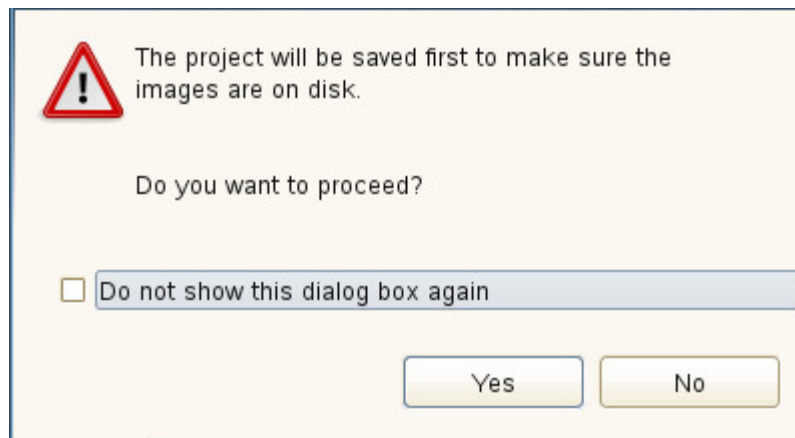 The project will be saved first to make sure the
images are on disk.
Do you want to proceed?
Do not show this dialog box again
Yes
No